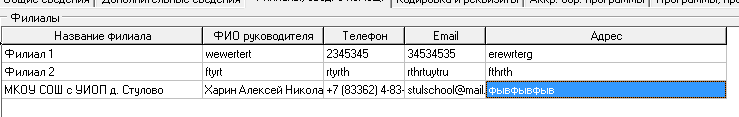 Общие сведения Дополнительные сведения Кодировка и реквизиты Аккр. обр. программы
Филиалы
Название филиала ФИО руководителя Телефон Email Адрес
Филиал 1 wewertert 2345345 34534535 erewrterg
Филиал 2 ftyrt rtyrth rthrtuytru fthrth
МКОУ СОШ с УИОП д. Стулово Харин Алексей Никола +7 (83362) 4-83- stulschool@mail. фывфывфыв